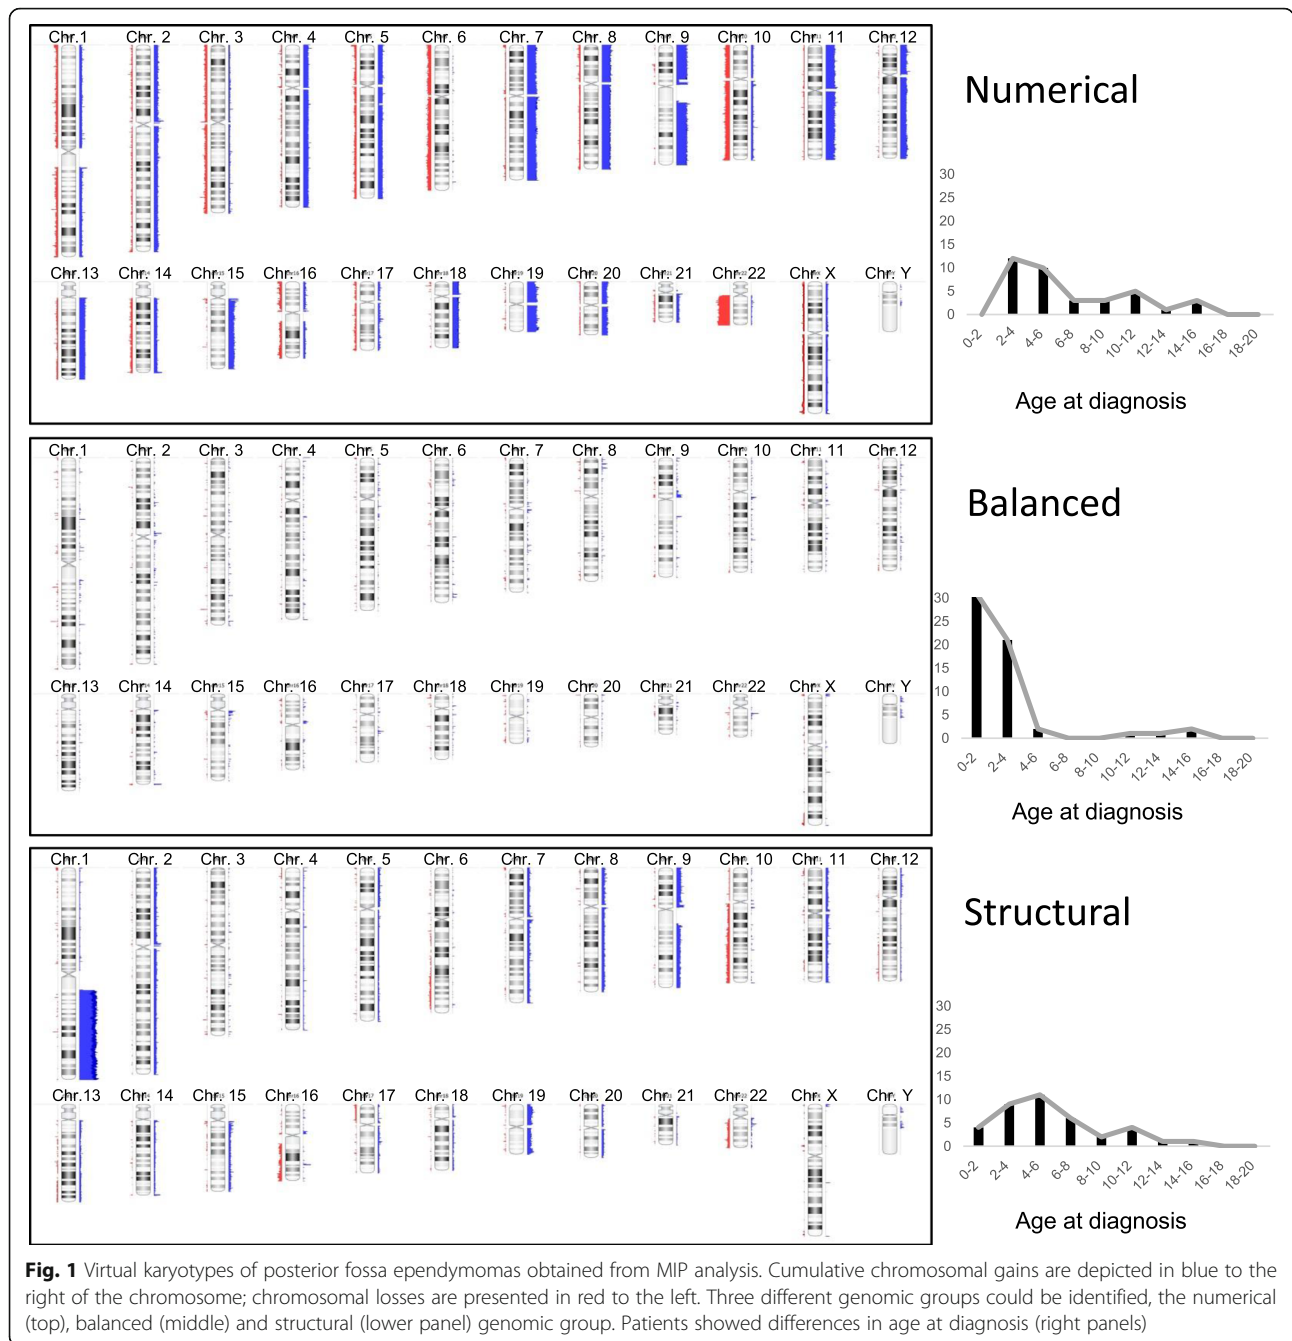 Chr.1 Chr. 2 Chr. 3 Chr. 4 Chr. 5 Chr. 6 Chr. 7 Chr. 8 Chr. 9 Chr. 10 Chr. 11 Chr.12
Chr.13 Chr. 14 Chr. 15 Chr. 16 Chr. 17 Chr. 18 Chr. 19 Chr. 20 Chr. 21 Chr. 22 Chr. X Chr. Y
Numerical
30
25
20
15
10
5
0
0-2 2-4 4-6 6-8 8-10 10-12 12-14 14-16 16-18 18-20
Age at diagnosis
Chr.1 Chr. 2 Chr. 3 Chr. 4 Chr. 5 Chr. 6 Chr. 7 Chr. 8 Chr. 9 Chr. 10 Chr. 11 Chr.12
Chr.13 Chr. 14 Chr. 15 Chr. 16 Chr. 17 Chr. 18 Chr. 19 Chr. 20 Chr. 21 Chr. 22 Chr. X Chr. Y
Balanced
30
25
20
15
10
5
0
0-2 2-4 4-6 6-8 8-10 10-12 12-14 14-16 16-18 18-20
Age at diagnosis
Chr.1 Chr. 2 Chr. 3 Chr. 4 Chr. 5 Chr. 6 Chr. 7 Chr. 8 Chr. 9 Chr. 10 Chr. 11 Chr.12
Chr.13 Chr. 14 Chr. 15 Chr. 16 Chr. 17 Chr. 18 Chr. 19 Chr. 20 Chr. 21 Chr. 22 Chr. X Chr. Y
Structural
30
25
20
15
10
5
0
0-2 2-4 4-6 6-8 8-10 10-12 12-14 14-16 16-18 18-20
Age at diagnosis
Fig. 1 Virtual karyotypes of posterior fossa ependymomas obtained from MIP analysis. Cumulative chromosomal gains are depicted in blue to the
right of the chromosome; chromosomal losses are presented in red to the left. Three different genomic groups could be identified, the numerical
(top), balanced (middle) and structural (lower panel) genomic group. Patients showed differences in age at diagnosis (right panels)